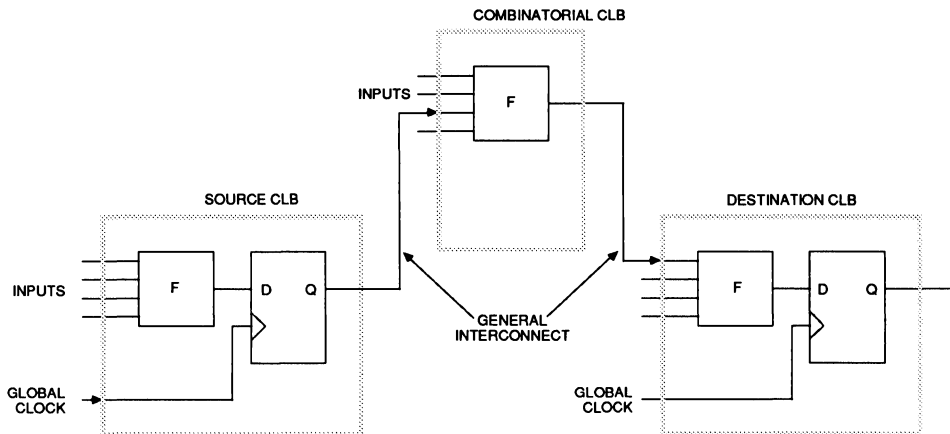 COMBINATORIAL CLB
INPUTS
F
SOURCE CLB
INPUTS
F
D Q
GLOBAL
CLOCK
GENERAL
INTERCONNECT
DESTINATION CLB
F
D Q
GLOBAL
CLOCK